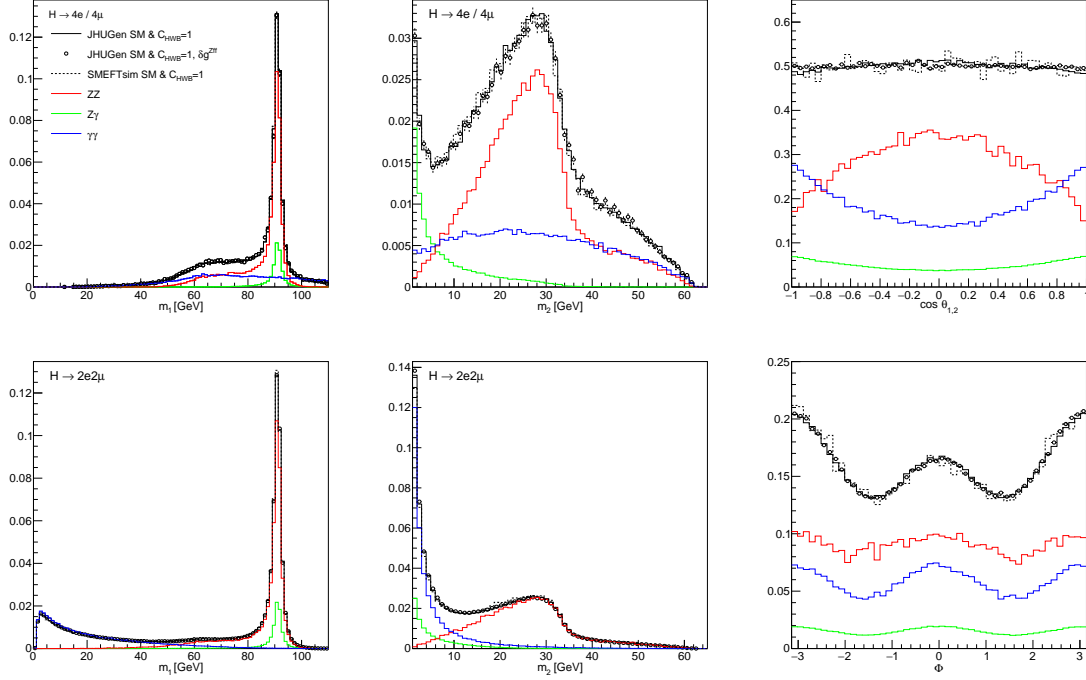 H → 4e / 4μ
JHUGen SM & C_HWB=1
JHUGen SM & C_HWB=1, δg^Zff
SMEFTsim SM & C_HWB=1
ZZ
Zγ
γγ
0.12
0.1
0.08
0.06
0.04
0.02
0
0 20 40 60 80 100
m₁ [GeV]
H → 4e / 4μ
0.03
0.025
0.02
0.015
0.01
0.005
0
10 20 30 40 50 60
m₂ [GeV]
0.6
0.5
0.4
0.3
0.2
0.1
0
−1 −0.8 −0.6 −0.4 −0.2 0 0.2 0.4 0.6 0.8 1
cos θ₁,₂
H → 2e2μ
0.12
0.1
0.08
0.06
0.04
0.02
0
0 20 40 60 80 100
m₁ [GeV]
H → 2e2μ
0.14
0.12
0.1
0.08
0.06
0.04
0.02
0
10 20 30 40 50 60
m₂ [GeV]
0.25
0.2
0.15
0.1
0.05
0
−3 −2 −1 0 1 2 3
Φ